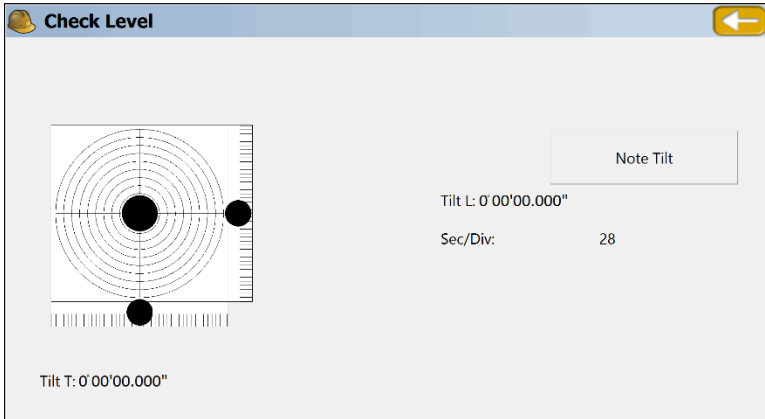 Check Level
Note Tilt
Tilt L: 0°00'00.000"
Sec/Div: 28
Tilt T: 0°00'00.000"